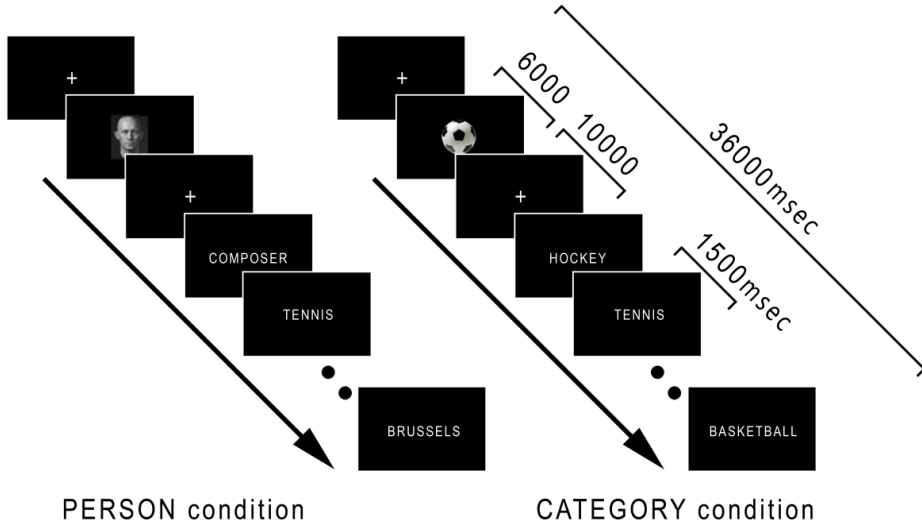 +
+
+
COMPOSER
TENNIS
BRUSSELS
PERSON condition
+
+
HOCKEY
TENNIS
BASKETBALL
6000
10000
1500msec
36000msec
CATEGORY condition